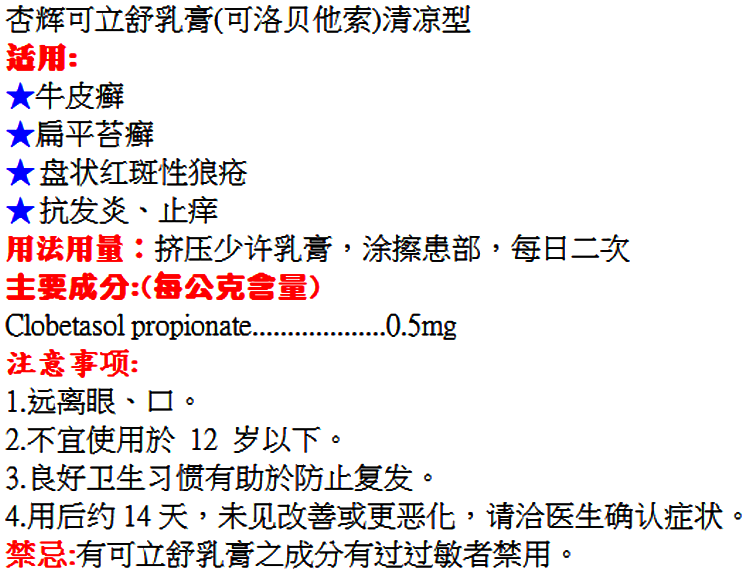 杏辉可立舒乳膏(可洛贝他索)清凉型
适用:
★牛皮癣
★扁平苔癣
★盘状红斑性狼疮
★抗发炎、止痒
用法用量：挤压少许乳膏，涂擦患部，每日二次
主要成分:(每公克含量)
Clobetasol propionate...................0.5mg
注意事项:
1.远离眼、口。
2.不宜使用於 12 岁以下。
3.良好卫生习惯有助於防止复发。
4.用后约14天，未见改善或更恶化，请洽医生确认症状。
禁忌:有可立舒乳膏之成分有过过敏者禁用。